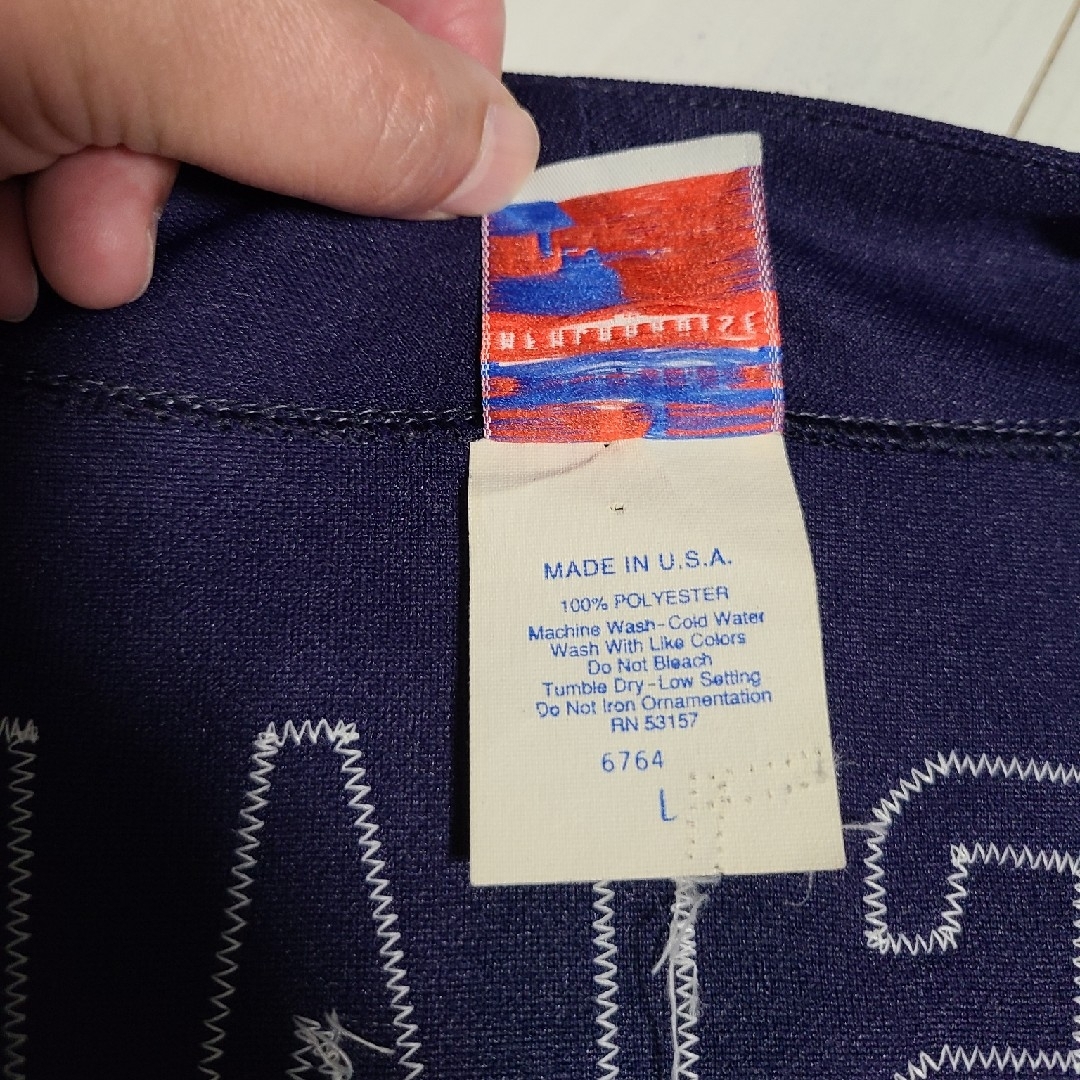 MADE IN U.S.A.
100% POLYESTER
Machine Wash-Cold Water
Wash With Like Colors
Do Not Bleach
Tumble Dry-Low Setting
Do Not Iron Ornamentation
RN 53157
6764
L